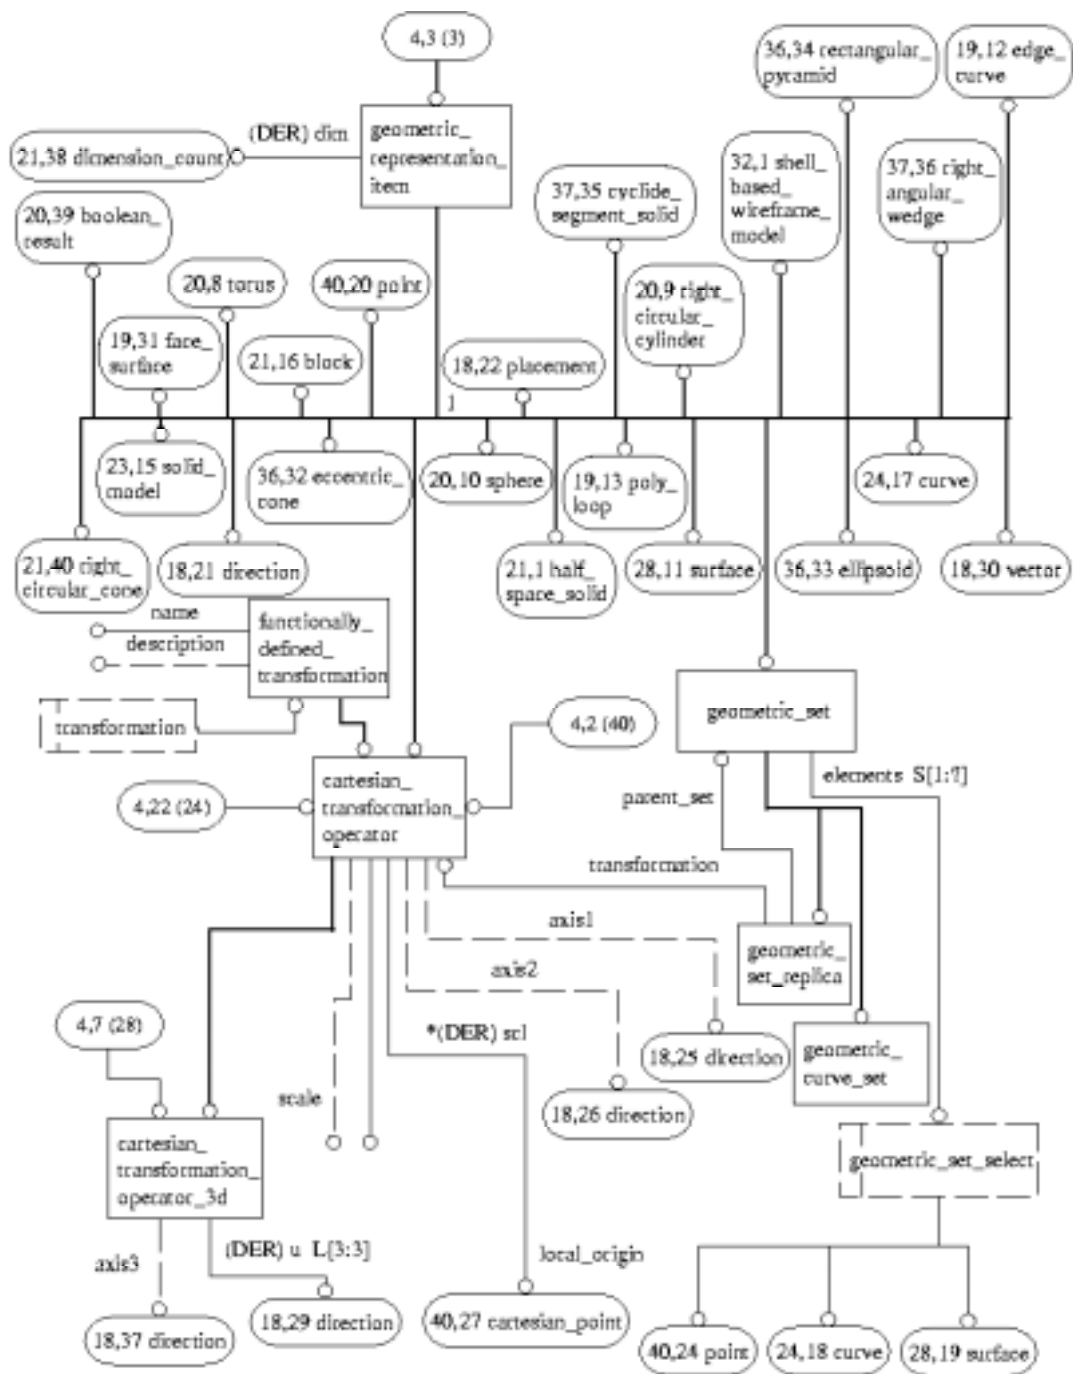 4,3 (3)
36,34 rectangular_
pyramid
19,12 edge_
curve
(DER) dim
geometric_
representation_
item
21,38 dimension_count
32,1 shell_
based_
wireframe_
model
37,36 right_
angular_
wedge
37,35 cyclide_
segment_solid
20,39 boolean_
result
20,8 torus
40,20 point
20,9 right_
circular_
cylinder
19,31 face_
surface
21,16 block
18,22 placement
1
23,15 solid_
model
36,32 eccentric_
cone
20,10 sphere
19,13 poly_
loop
24,17 curve
21,40 right_
circular_cone
18,21 direction
21,1 half_
space_solid
28,11 surface
36,33 ellipsoid
18,30 vector
name
description
functionally_
defined_
transformation
transformation
4,2 (40)
geometric_set
elements S[1:?]
parent_set
4,22 (24)
cartesian_
transformation_
operator
transformation
axis1
axis2
geometric_
set_replica
4,7 (28)
*(DER) scl
18,25 direction
geometric_
curve_set
scale
18,26 direction
cartesian_
transformation_
operator_3d
geometric_set_select
axis3
(DER) u L[3:3]
local_origin
18,37 direction
18,29 direction
40,27 cartesian_point
40,24 point
24,18 curve
28,19 surface